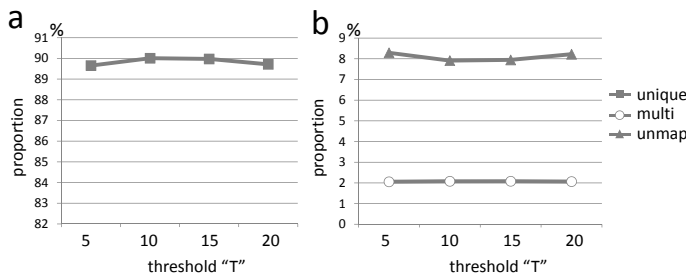 a
%
91
90
89
88
87
86
85
84
83
82
proportion
5 10 15 20
threshold “T”
b
%
9
8
7
6
5
4
3
2
1
0
proportion
5 10 15 20
threshold “T”
unique
multi
unmap